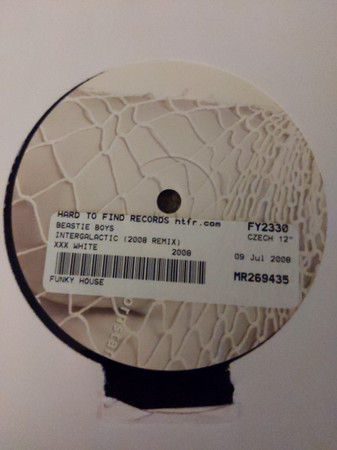 HARD TO FIND RECORDS htfr.com
FY2330
BEASTIE BOYS
CZECH 12"
INTERGALACTIC (2008 REMIX)
XXX WHITE
2008
09 Jul 2008
MR269435
FUNKY HOUSE